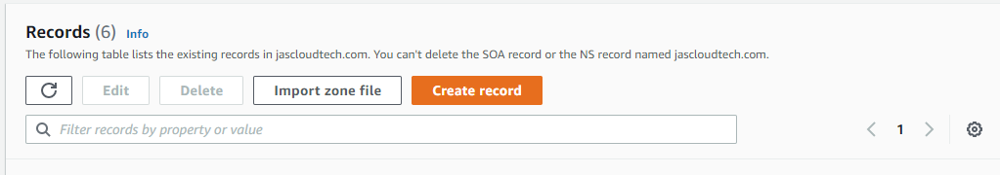 Records (6) Info
The following table lists the existing records in jascloudtech.com. You can't delete the SOA record or the NS record named jascloudtech.com.
Edit Delete Import zone file Create record
Filter records by property or value 1